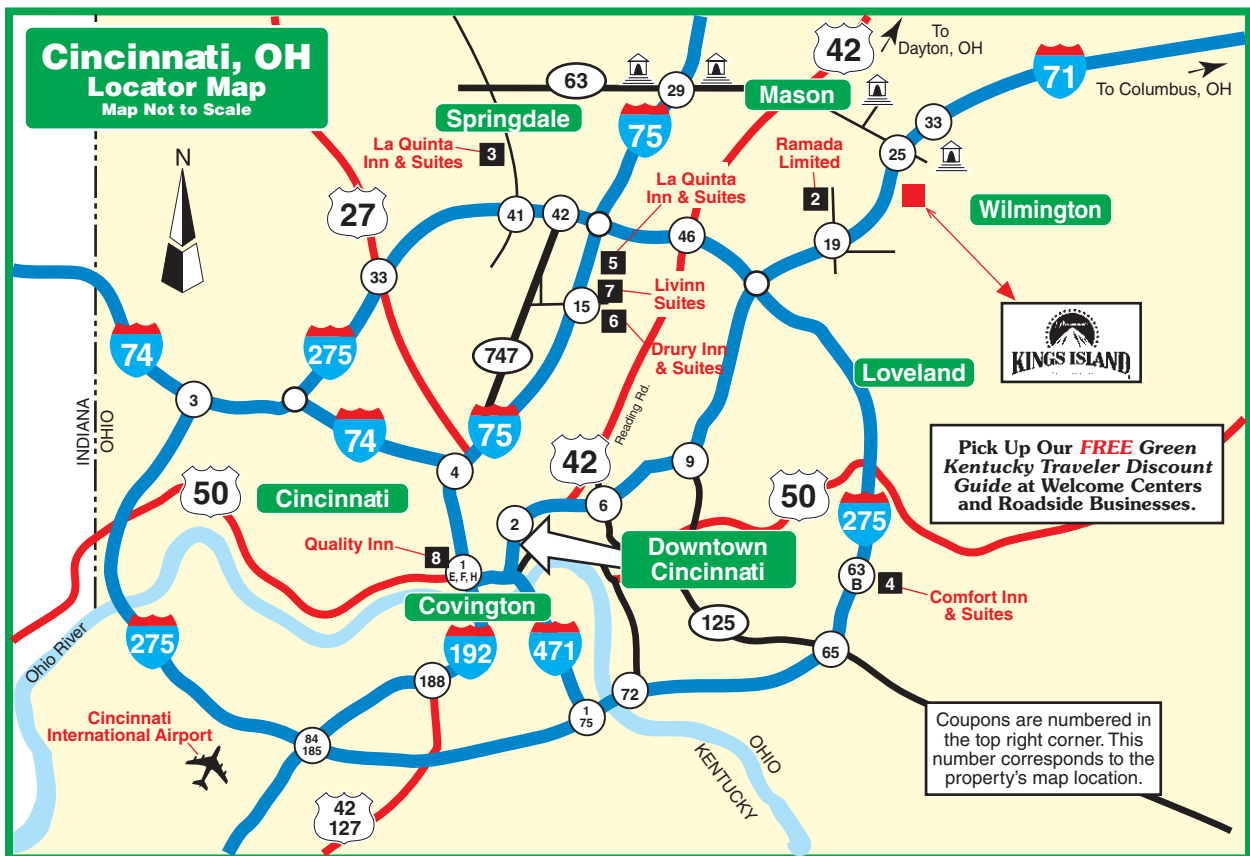 Cincinnati, OH
Locator Map
Map Not to Scale
N
To
Dayton, OH
42
71
To Columbus, OH
63
29
Mason
Springdale
75
33
25
La Quinta
Inn & Suites
3
Ramada
Limited
2
La Quinta
Inn & Suites
27
Wilmington
41
42
46
19
33
5
7
Livinn
Suites
15
6
Drury Inn
& Suites
KINGS ISLAND
74
275
747
Loveland
3
INDIANA
OHIO
74
75
Reading Rd.
Pick Up Our FREE Green
Kentucky Traveler Discount
Guide at Welcome Centers
and Roadside Businesses.
4
42
9
50
Cincinnati
50
275
6
2
Downtown
Cincinnati
Quality Inn
8
1
E, F, H
63
B
4
Comfort Inn
& Suites
Covington
125
Ohio River
275
192
471
65
188
72
1
75
Cincinnati
International Airport
84
185
OHIO
KENTUCKY
Coupons are numbered in
the top right corner. This
number corresponds to the
property's map location.
42
127